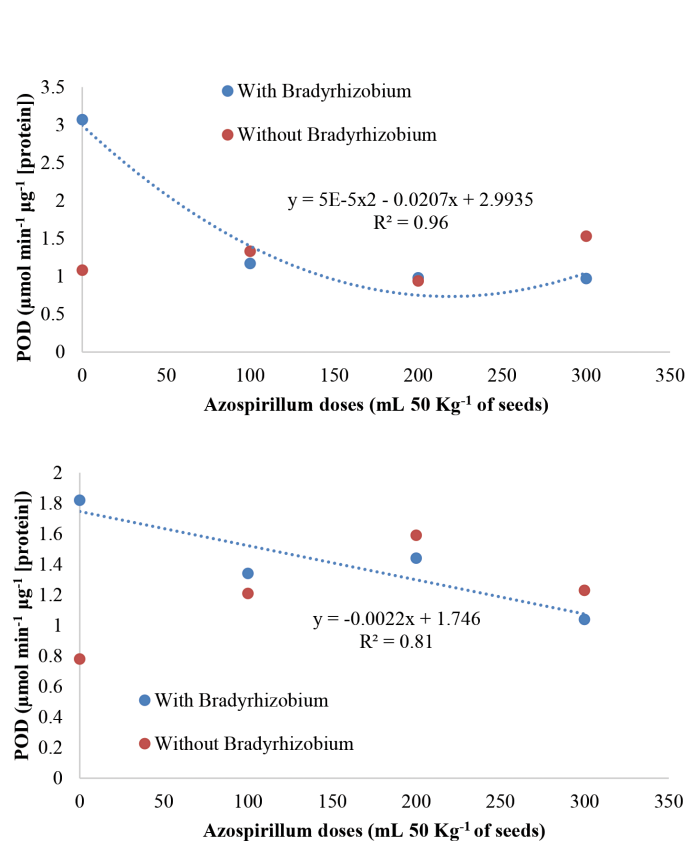 3.5
With Bradyrhizobium
3
Without Bradyrhizobium
2.5
2
y = 5E-5x2 - 0.0207x + 2.9935
R² = 0.96
1.5
1
0.5
0
POD (µmol min⁻¹ µg⁻¹ [protein])
0 50 100 150 200 250 300 350
Azospirillum doses (mL 50 Kg⁻¹ of seeds)
2
1.8
1.6
1.4
1.2
y = -0.0022x + 1.746
1
R² = 0.81
0.8
0.6
With Bradyrhizobium
0.4
0.2
Without Bradyrhizobium
0
POD (µmol min⁻¹ µg⁻¹ [protein])
0 50 100 150 200 250 300 350
Azospirillum doses (mL 50 Kg⁻¹ of seeds)